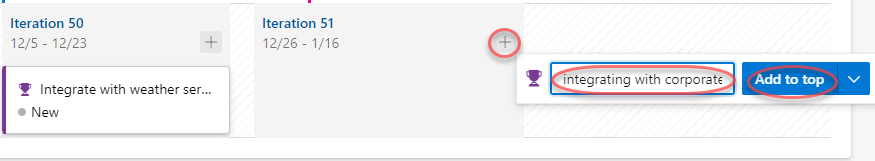 Iteration 50
12/5 - 12/23
Iteration 51
12/26 - 1/16
integrating with corporate
Add to top
Integrate with weather ser...
New